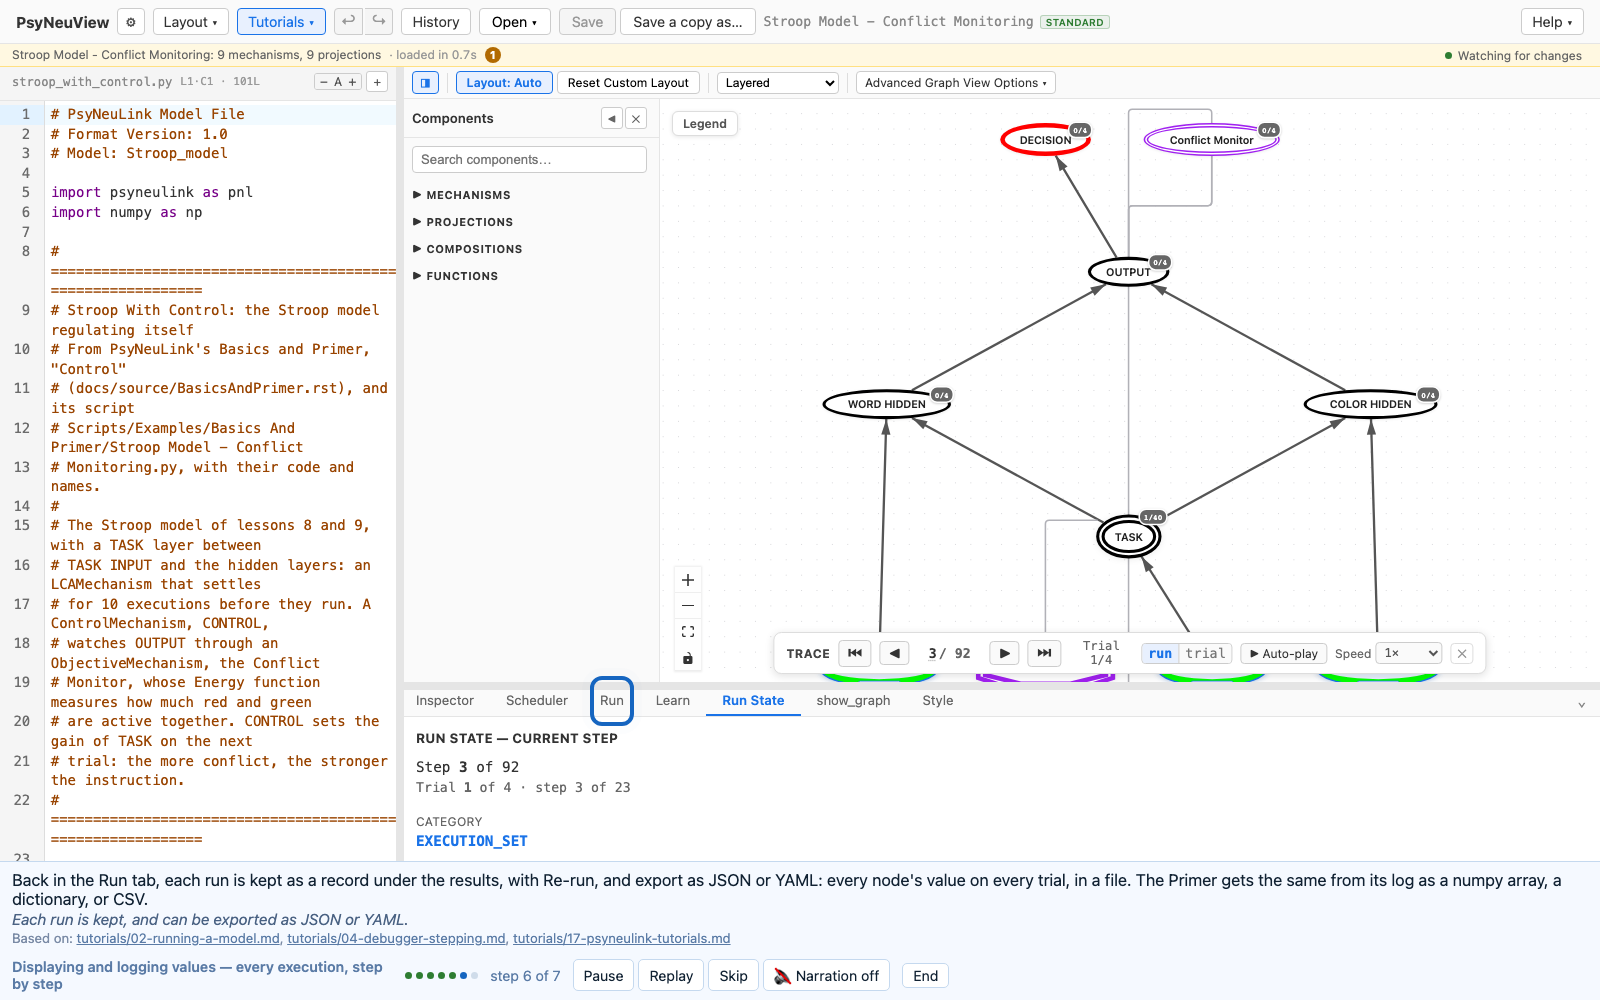 PsyNeuView
⚙
Layout ▾
Tutorials ▾
↩
↪
History
Open ▾
Save
Save a copy as...
Stroop Model – Conflict Monitoring STANDARD
Help ▾
Stroop Model - Conflict Monitoring: 9 mechanisms, 9 projections · loaded in 0.7s 1
Watching for changes
stroop_with_control.py L1:C1 · 101L
− A +
+
Layout: Auto
Reset Custom Layout
Layered
Advanced Graph View Options ▾
1 # PsyNeuLink Model File
2 # Format Version: 1.0
3 # Model: Stroop_model
4
5 import psyneulink as pnl
6 import numpy as np
7
8 #
=========================================
==================
9 # Stroop With Control: the Stroop model
regulating itself
10 # From PsyNeuLink's Basics and Primer,
"Control"
11 # (docs/source/BasicsAndPrimer.rst), and
its script
12 # Scripts/Examples/Basics And
Primer/Stroop Model – Conflict
13 # Monitoring.py, with their code and
names.
14 #
15 # The Stroop model of lessons 8 and 9,
with a TASK layer between
16 # TASK INPUT and the hidden layers: an
LCAMechanism that settles
17 # for 10 executions before they run. A
ControlMechanism, CONTROL,
18 # watches OUTPUT through an
ObjectiveMechanism, the Conflict
19 # Monitor, whose Energy function
measures how much red and green
20 # are active together. CONTROL sets the
gain of TASK on the next
21 # trial: the more conflict, the stronger
the instruction.
22 #
=========================================
==================
23
Components
◀
✕
Search components...
▶ MECHANISMS
▶ PROJECTIONS
▶ COMPOSITIONS
▶ FUNCTIONS
Legend
DECISION 0/4
Conflict Monitor 0/4
OUTPUT 0/4
WORD HIDDEN 0/4
COLOR HIDDEN 0/4
TASK 1/40
TRACE
3 / 92
Trial
1/4
run
trial
▶ Auto-play
Speed
1×
✕
Inspector
Scheduler
Run
Learn
Run State
show_graph
Style
RUN STATE — CURRENT STEP
Step 3 of 92
Trial 1 of 4 · step 3 of 23
CATEGORY
EXECUTION_SET
Back in the Run tab, each run is kept as a record under the results, with Re-run, and export as JSON or YAML: every node's value on every trial, in a file. The Primer gets the same from its log as a numpy array, a
dictionary, or CSV.
Each run is kept, and can be exported as JSON or YAML.
Based on: tutorials/02-running-a-model.md, tutorials/04-debugger-stepping.md, tutorials/17-psyneulink-tutorials.md
Displaying and logging values — every execution, step
by step
step 6 of 7
Pause
Replay
Skip
Narration off
End